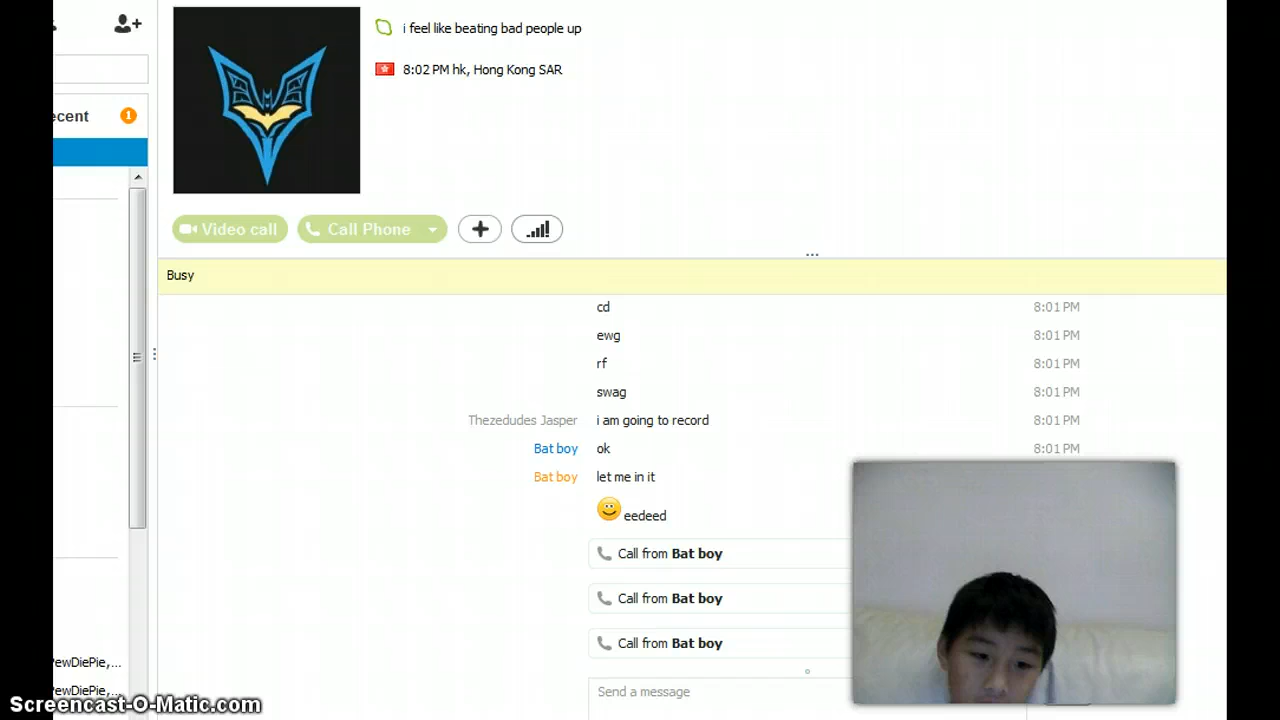 i feel like beating bad people up
8:02 PM hk, Hong Kong SAR
ecent 1
Video call
Call Phone
Busy
cd 8:01 PM
ewg 8:01 PM
rf 8:01 PM
swag 8:01 PM
Thezedudes Jasper i am going to record 8:01 PM
Bat boy ok 8:01 PM
Bat boy let me in it
eedeed
Call from Bat boy
Call from Bat boy
Call from Bat boy
PewDiePie,...
PewDiePie,...
Send a message
Screencast-O-Matic.com